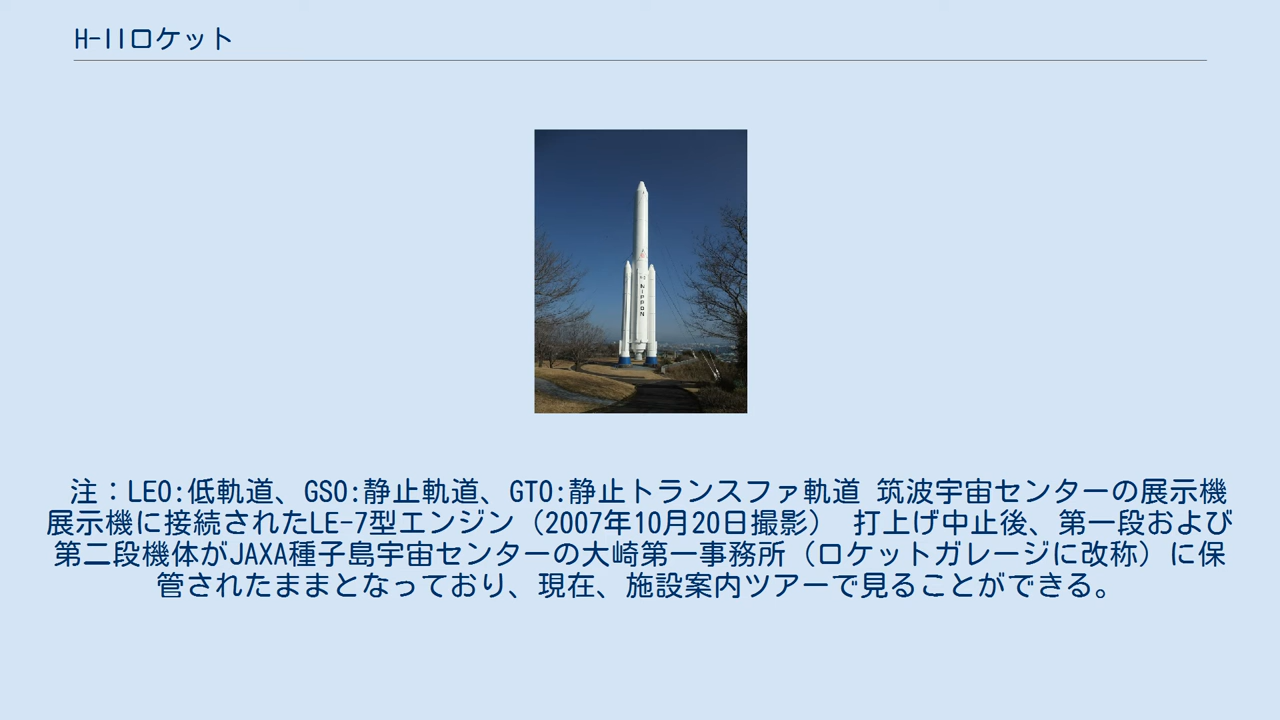 H-IIロケット
NIPPON
注：LEO:低軌道、GSO:静止軌道、GTO:静止トランスファ軌道 筑波宇宙センターの展示機
展示機に接続されたLE-7型エンジン（2007年10月20日撮影） 打上げ中止後、第一段および
第二段機体がJAXA種子島宇宙センターの大崎第一事務所（ロケットガレージに改称）に保
管されたままとなっており、現在、施設案内ツアーで見ることができる。